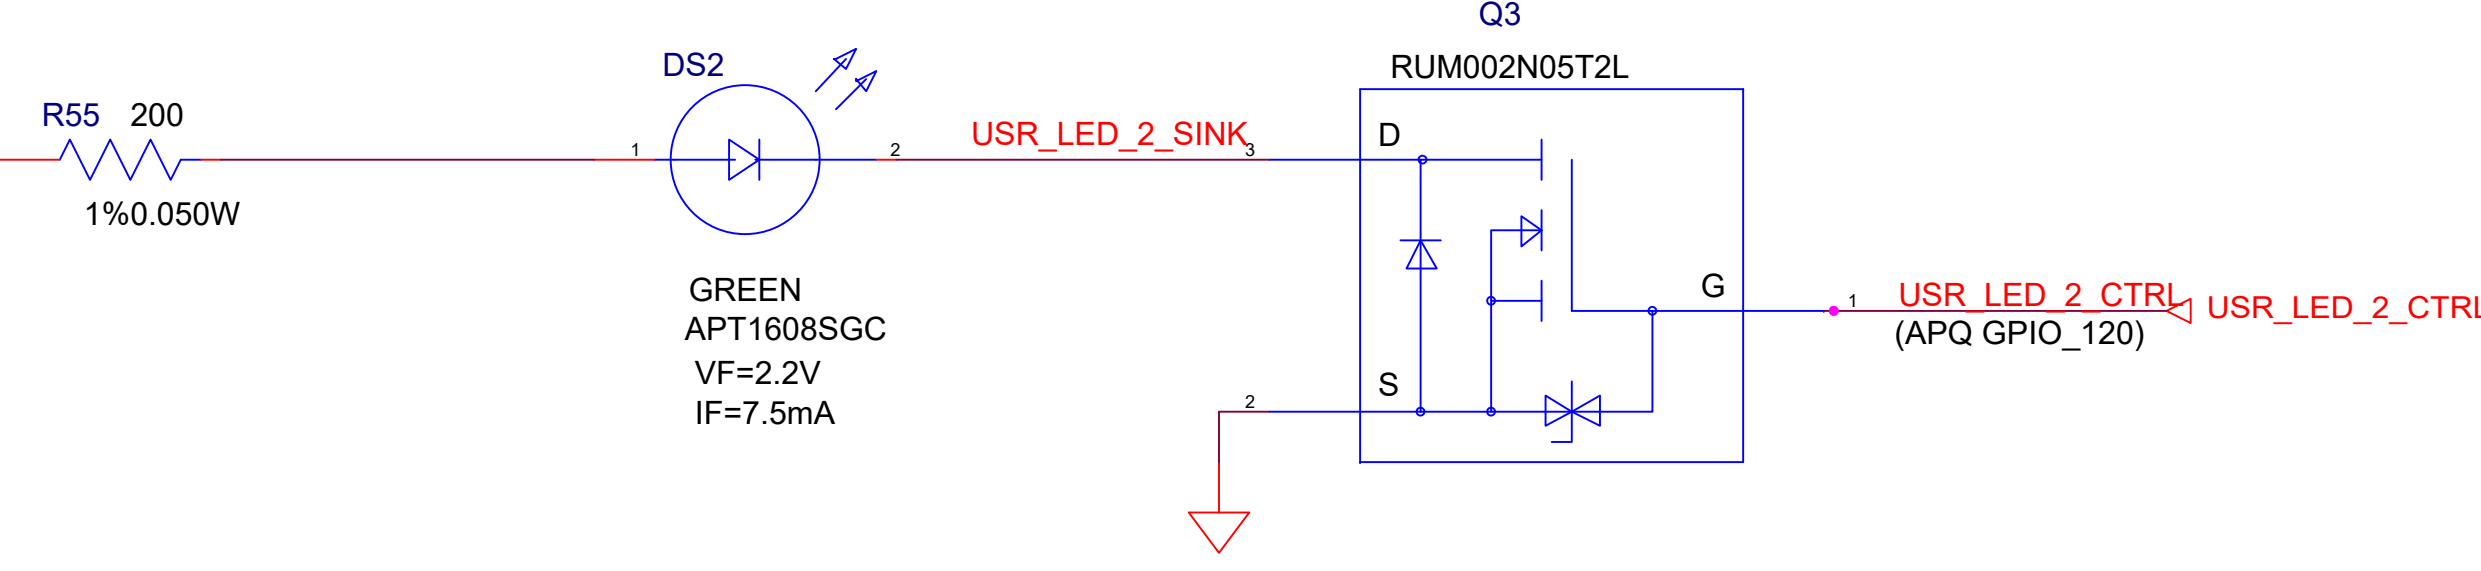 Q3
DS2
RUM002N05T2L
R55 200
USR_LED_2_SINK
D
1
2
3
1%0.050W
GREEN
APT1608SGC
VF=2.2V
IF=7.5mA
G
1
USR_LED_2_CTRL
USR_LED_2_CTRL
(APQ GPIO_120)
S
2